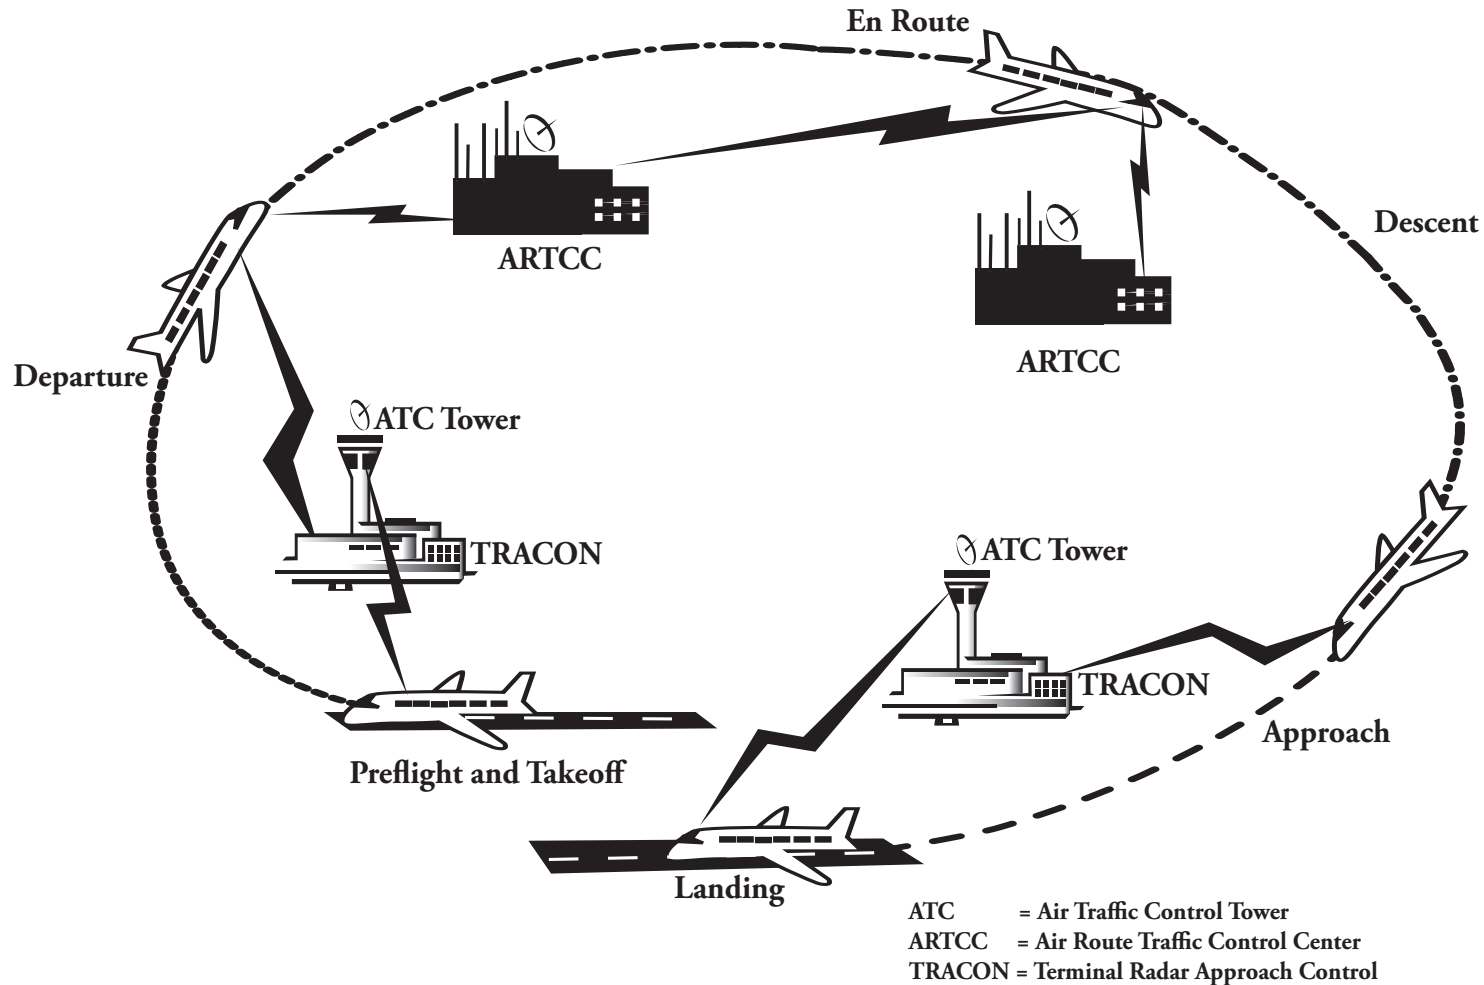 En Route
Descent
ARTCC
ARTCC
Departure
ATC Tower
TRACON
ATC Tower
TRACON
Approach
Preflight and Takeoff
Landing
ATC = Air Traffic Control Tower
ARTCC = Air Route Traffic Control Center
TRACON = Terminal Radar Approach Control